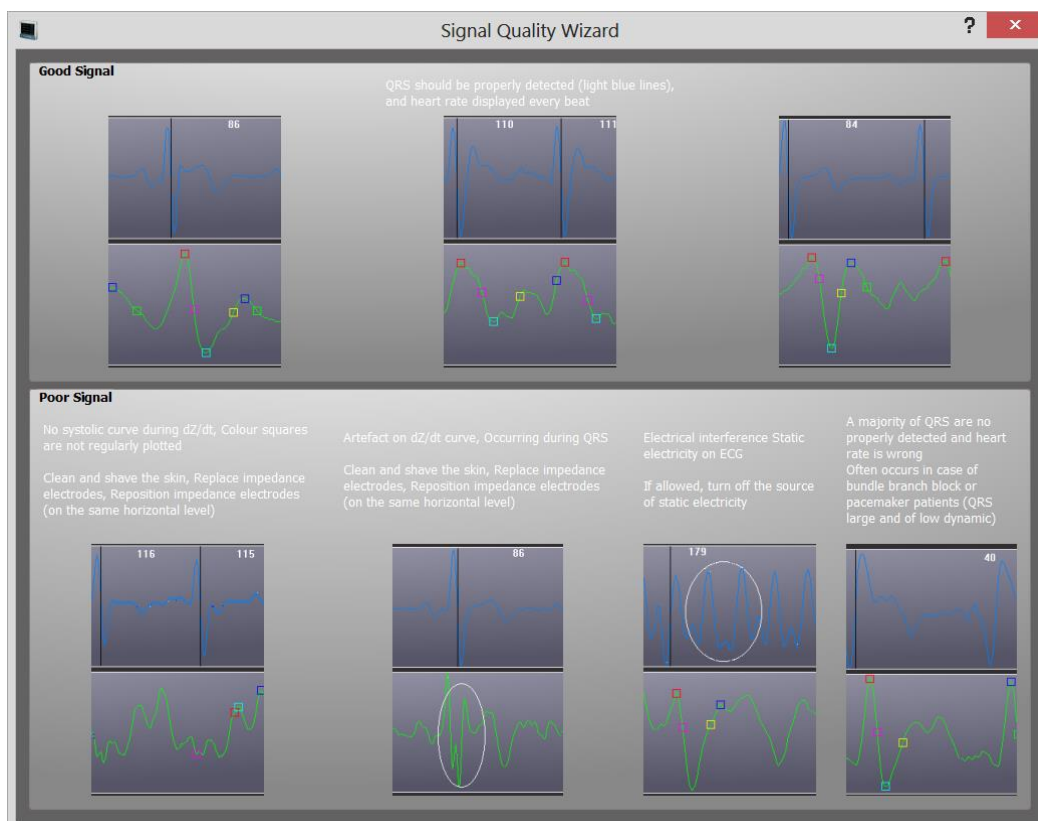 Signal Quality Wizard
?
Good Signal
QRS should be properly detected (light blue lines),
and heart rate displayed every beat
86
110
111
84
Poor Signal
No systolic curve during dZ/dt, Colour squares
are not regularly plotted
Clean and shave the skin, Replace impedance
electrodes, Reposition impedance electrodes
(on the same horizontal level)
116
115
Artefact on dZ/dt curve, Occurring during QRS
Clean and shave the skin, Replace impedance
electrodes, Reposition impedance electrodes
(on the same horizontal level)
86
Electrical interference Static
electricity on ECG
If allowed, turn off the source
of static electricity
179
A majority of QRS are no
properly detected and heart
rate is wrong
Often occurs in case of
bundle branch block or
pacemaker patients (QRS
large and of low dynamic)
40